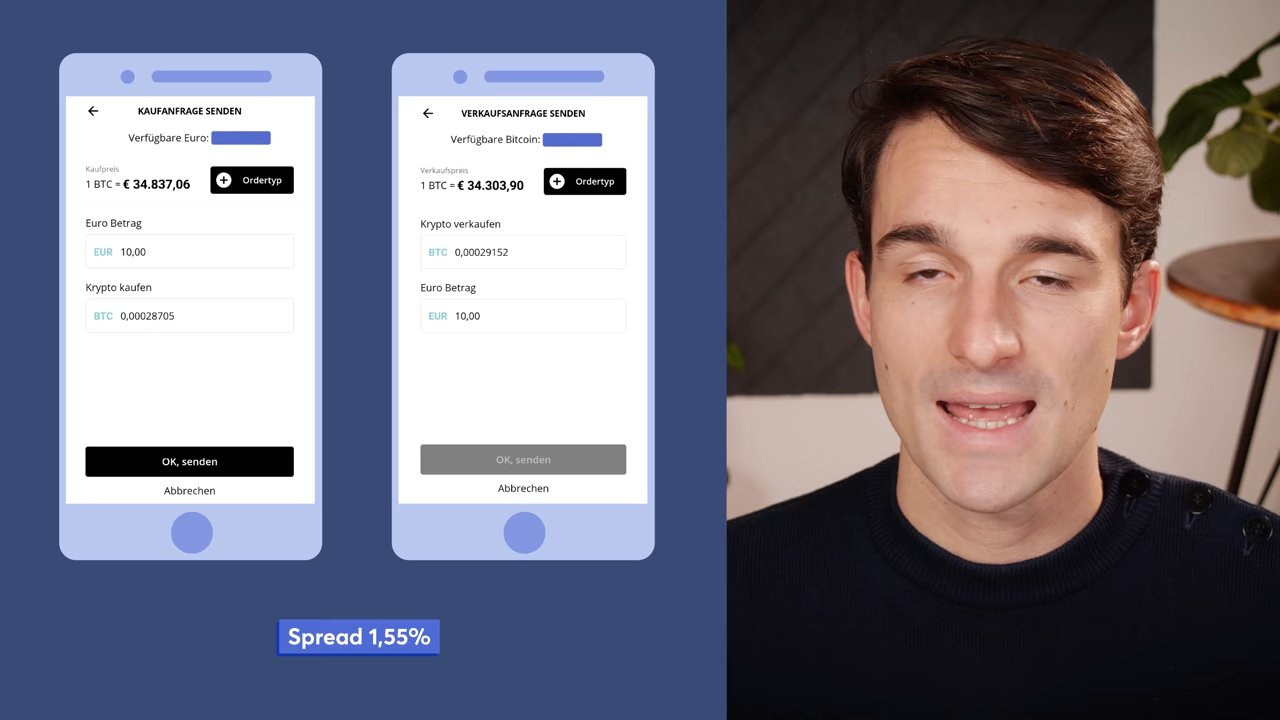 KAUFANFRAGE SENDEN
Verfügbare Euro:
Kaufpreis
1 BTC = € 34.837,06
Ordertyp
Euro Betrag
EUR 10,00
Krypto kaufen
BTC 0,00028705
OK, senden
Abbrechen
VERKAUFSANFRAGE SENDEN
Verfügbare Bitcoin:
Verkaufspreis
1 BTC = € 34.303,90
Ordertyp
Krypto verkaufen
BTC 0,00029152
Euro Betrag
EUR 10,00
OK, senden
Abbrechen
Spread 1,55%